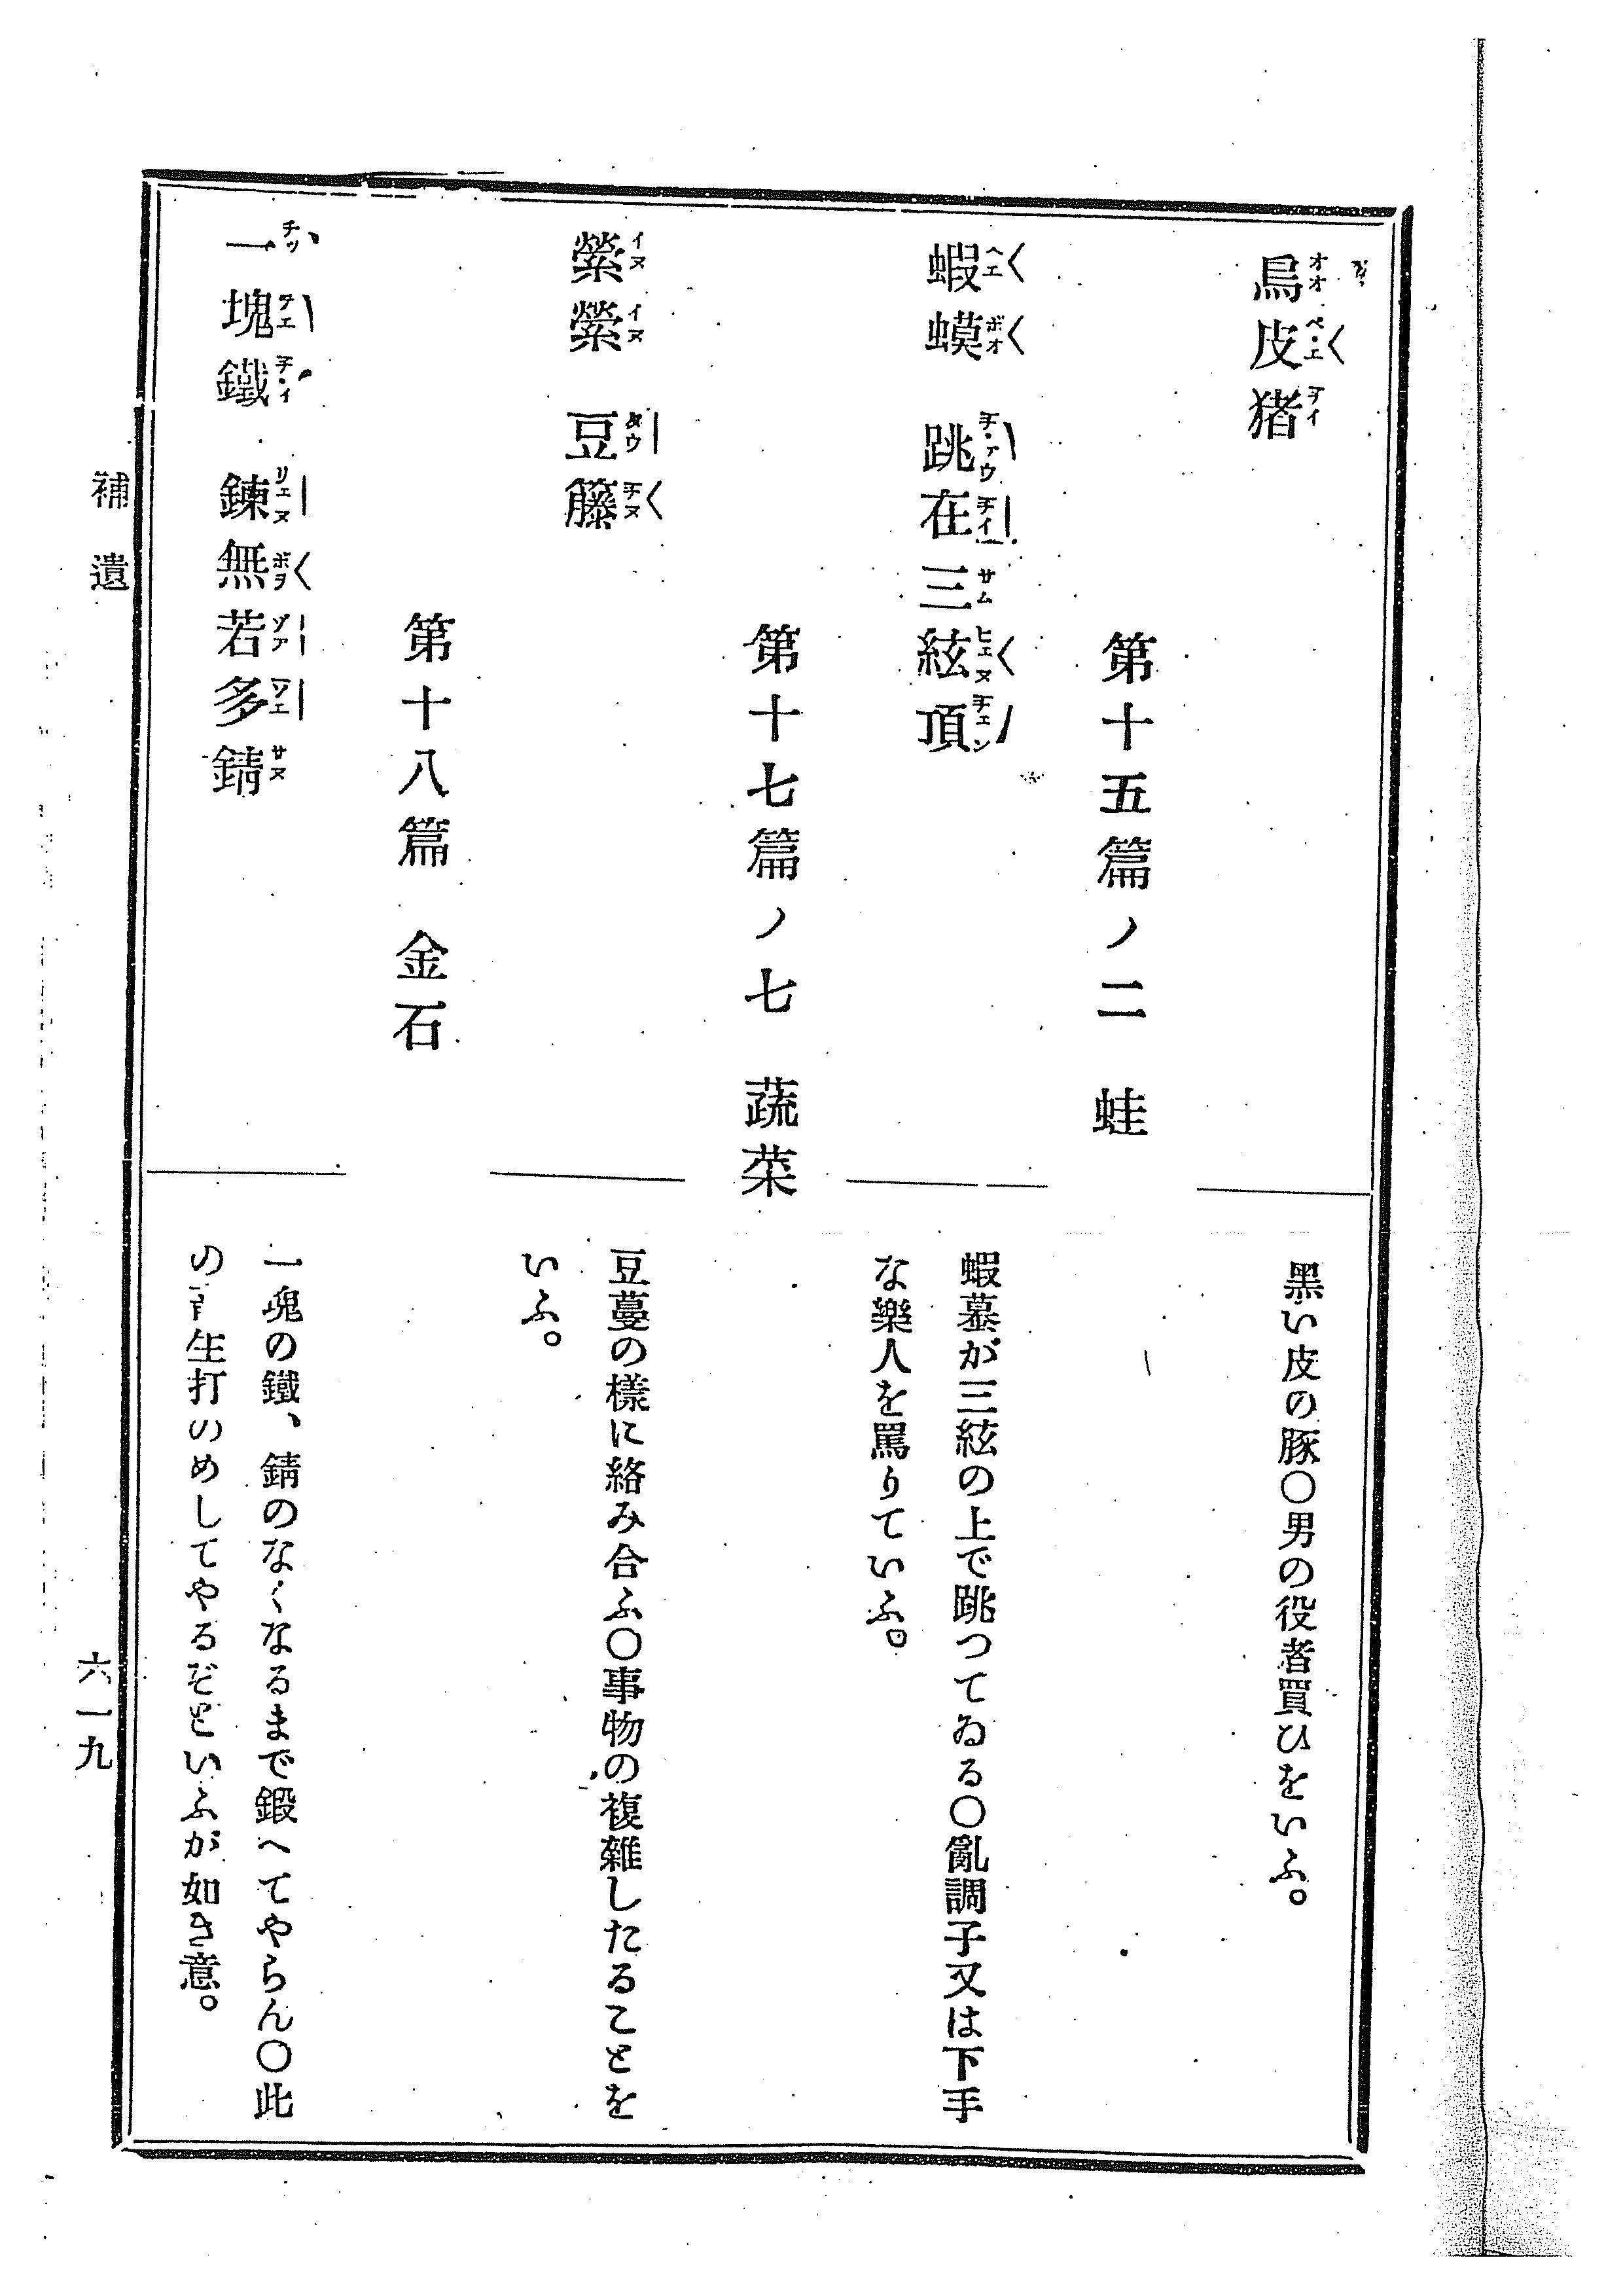 烏皮猪
黑い皮の豚〇男の役者買ひをいふ。
第十五篇ノ二 蛙
蝦蟆 跳在三絃頂
蝦蟇が三絃の上で跳つてゐる〇亂調子又は下手
な樂人を罵りていふ。
第十七篇ノ七 蔬菜
縈縈 豆籐
豆蔓の樣に絡み合ふ〇事物の複雜したることを
いふ。
第十八篇 金石
一塊鐵 鍊無若多錆
一塊の鐵、錆のなくなるまで鍛へてやらん〇此
の 生打のめしてやるぞといふが如き意。
補遺
六一九